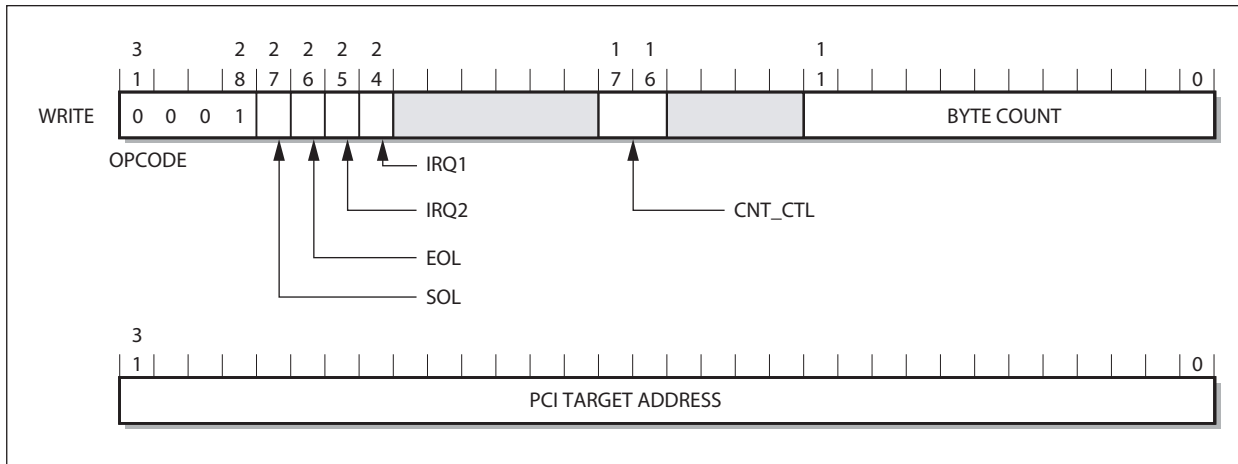 3 2 2 2 2 2 1 1 1
1 8 7 6 5 4 7 6 1 0
WRITE 0 0 0 1 BYTE COUNT
OPCODE
IRQ1
IRQ2 CNT_CTL
EOL
SOL
3
1 0
PCI TARGET ADDRESS